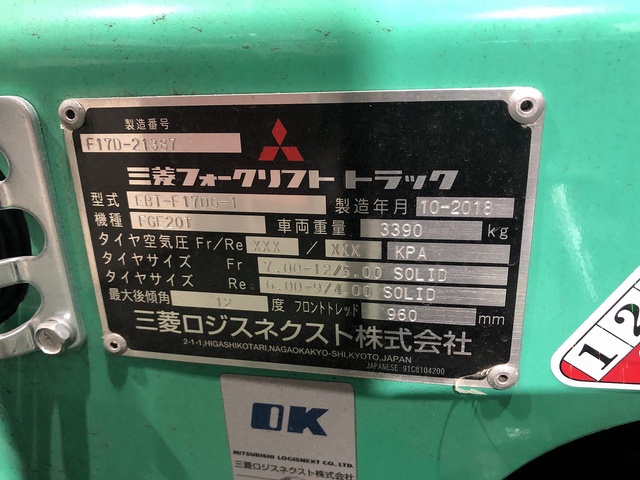 製造番号
F17D-21387
三菱フォークリフト トラック
型式 EBT-F17DG-1 製造年月 10-2018
機種 FGE20T 車両重量 3390 kg
タイヤ空気圧 Fr/Re XXX / XXX KPA
タイヤサイズ Fr 7.00-12/5.00 SOLID
タイヤサイズ Re 6.00-9/4.00 SOLID
最大後傾角 12 度 フロントトレッド 960 mm
三菱ロジスネクスト株式会社
2-1-1,HIGASHIKOTARI,NAGAOKAKYO-SHI,KYOTO,JAPAN
JAPANESE 91C8104200
1 2
OK
MITSUBISHI LOGISNEXT CO., LTD.
三菱ロジスネクスト株式会社